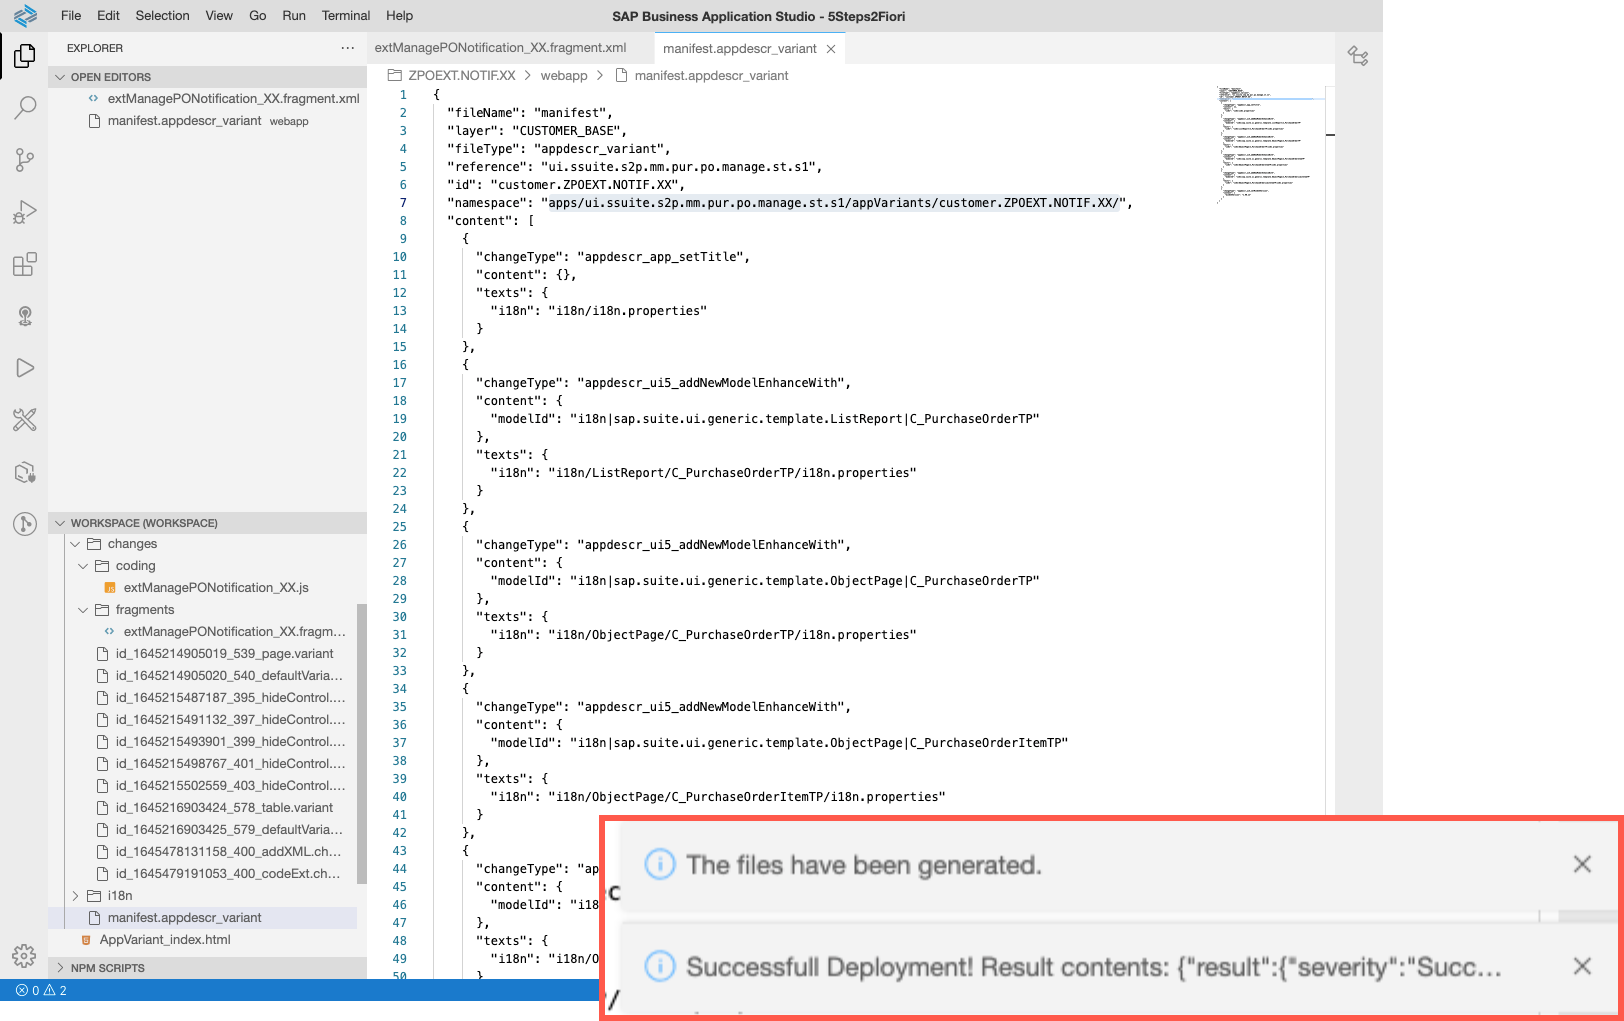 File Edit Selection View Go Run Terminal Help
SAP Business Application Studio - 5Steps2Fiori
EXPLORER
OPEN EDITORS
extManagePONotification_XX.fragment.xml
manifest.appdescr_variant webapp
WORKSPACE (WORKSPACE)
changes
coding
extManagePONotification_XX.js
fragments
extManagePONotification_XX.fragm...
id_1645214905019_539_page.variant
id_1645214905020_540_defaultVaria...
id_1645215487187_395_hideControl....
id_1645215491132_397_hideControl....
id_1645215493901_399_hideControl....
id_1645215498767_401_hideControl....
id_1645215502559_403_hideControl....
id_1645216903424_578_table.variant
id_1645216903425_579_defaultVaria...
id_1645478131158_400_addXML.ch...
id_1645479191053_400_codeExt.ch...
i18n
manifest.appdescr_variant
AppVariant_index.html
NPM SCRIPTS
0 2
extManagePONotification_XX.fragment.xml
manifest.appdescr_variant
ZPOEXT.NOTIF.XX > webapp > manifest.appdescr_variant
1 {
2 "fileName": "manifest",
3 "layer": "CUSTOMER_BASE",
4 "fileType": "appdescr_variant",
5 "reference": "ui.ssuite.s2p.mm.pur.po.manage.st.s1",
6 "id": "customer.ZPOEXT.NOTIF.XX",
7 "namespace": "apps/ui.ssuite.s2p.mm.pur.po.manage.st.s1/appVariants/customer.ZPOEXT.NOTIF.XX/",
8 "content": [
9 {
10 "changeType": "appdescr_app_setTitle",
11 "content": {},
12 "texts": {
13 "i18n": "i18n/i18n.properties"
14 }
15 },
16 {
17 "changeType": "appdescr_ui5_addNewModelEnhanceWith",
18 "content": {
19 "modelId": "i18n|sap.suite.ui.generic.template.ListReport|C_PurchaseOrderTP"
20 },
21 "texts": {
22 "i18n": "i18n/ListReport/C_PurchaseOrderTP/i18n.properties"
23 }
24 },
25 {
26 "changeType": "appdescr_ui5_addNewModelEnhanceWith",
27 "content": {
28 "modelId": "i18n|sap.suite.ui.generic.template.ObjectPage|C_PurchaseOrderTP"
29 },
30 "texts": {
31 "i18n": "i18n/ObjectPage/C_PurchaseOrderTP/i18n.properties"
32 }
33 },
34 {
35 "changeType": "appdescr_ui5_addNewModelEnhanceWith",
36 "content": {
37 "modelId": "i18n|sap.suite.ui.generic.template.ObjectPage|C_PurchaseOrderItemTP"
38 },
39 "texts": {
40 "i18n": "i18n/ObjectPage/C_PurchaseOrderItemTP/i18n.properties"
41 }
42 },
43 {
44 "changeType": "ap
45 "content": {
46 "modelId": "i18
47 },
48 "texts": {
49 "i18n": "i18n/O
50 }
The files have been generated.
Successfull Deployment! Result contents: {"result":{"severity":"Succ...